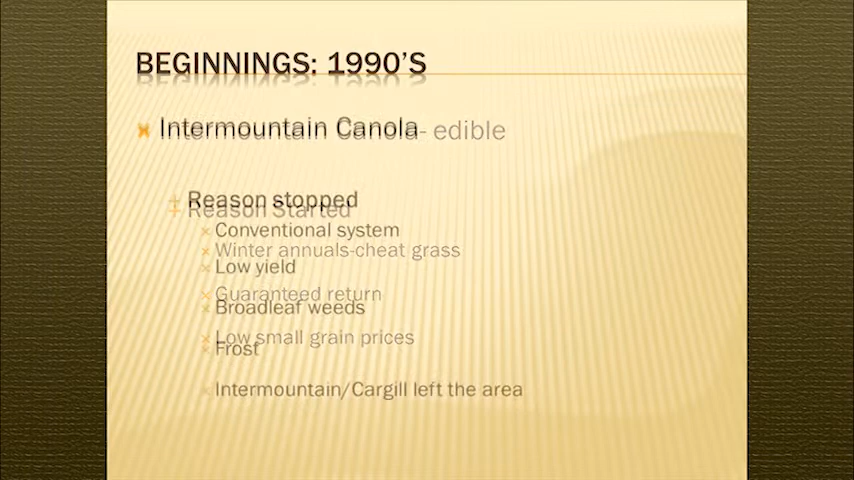 BEGINNINGS: 1990'S
Intermountain Canola- edible
Reason stopped
Reason Started
Conventional system
Winter annuals-cheat grass
Low yield
Guaranteed return
Broadleaf weeds
Low small grain prices
Frost
Intermountain/Cargill left the area